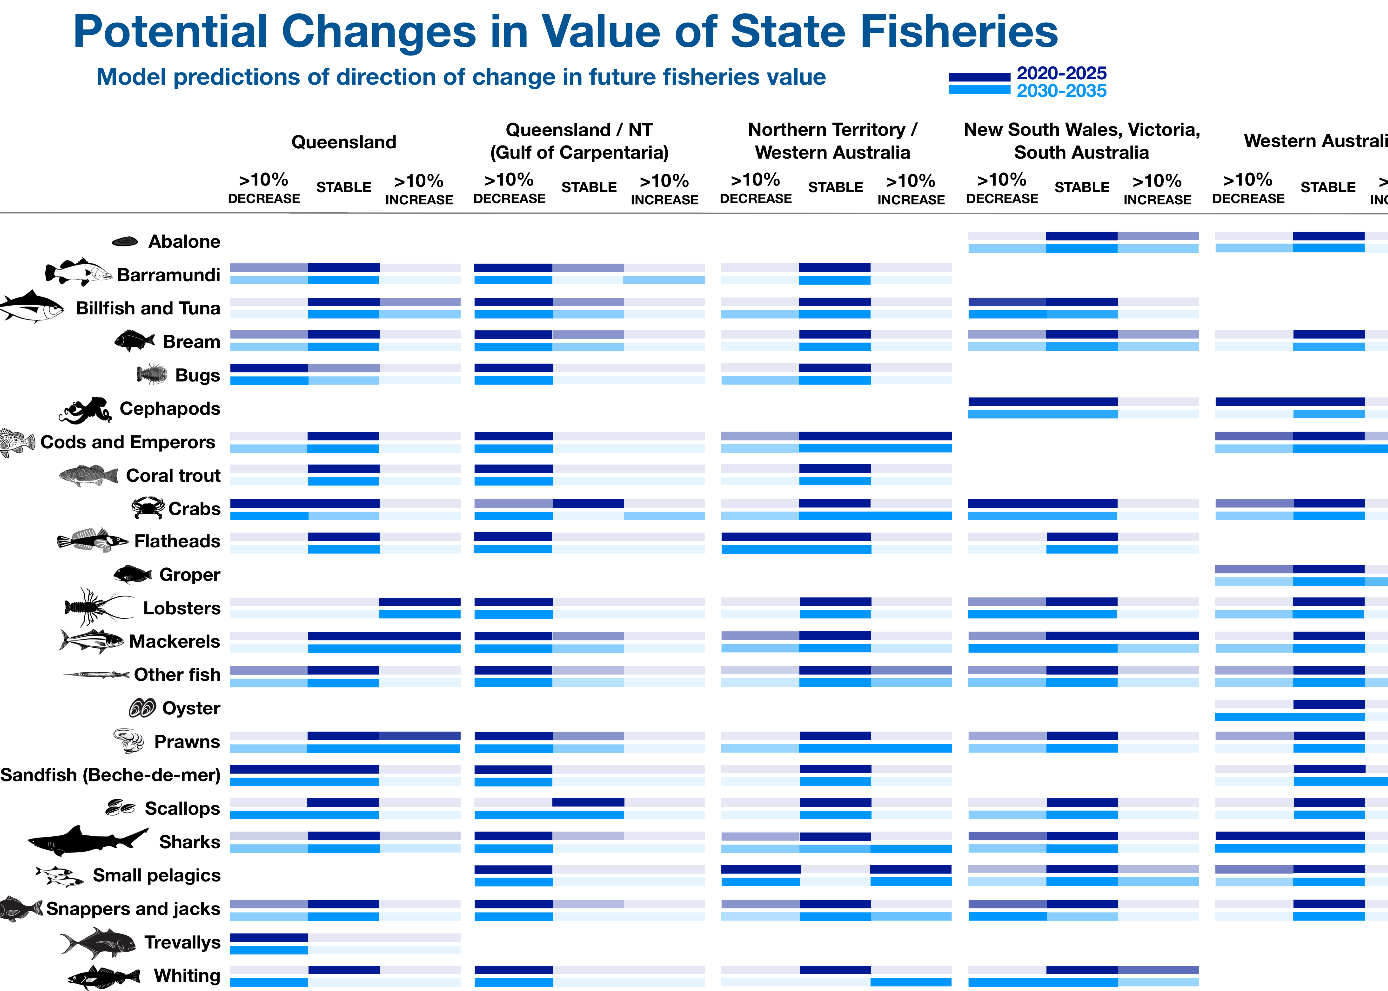 Potential Changes in Value of State Fisheries
Model predictions of direction of change in future fisheries value
2020-2025
2030-2035
Queensland
Queensland / NT
(Gulf of Carpentaria)
Northern Territory /
Western Australia
New South Wales, Victoria,
South Australia
Western Australi
>10%
DECREASE
STABLE
>10%
INCREASE
>10%
DECREASE
STABLE
>10%
INCREASE
>10%
DECREASE
STABLE
>10%
INCREASE
>10%
DECREASE
STABLE
>10%
INCREASE
>10%
DECREASE
STABLE
>
INC
Abalone
Barramundi
Billfish and Tuna
Bream
Bugs
Cephapods
Cods and Emperors
Coral trout
Crabs
Flatheads
Groper
Lobsters
Mackerels
Other fish
Oyster
Prawns
Sandfish (Beche-de-mer)
Scallops
Sharks
Small pelagics
Snappers and jacks
Trevallys
Whiting